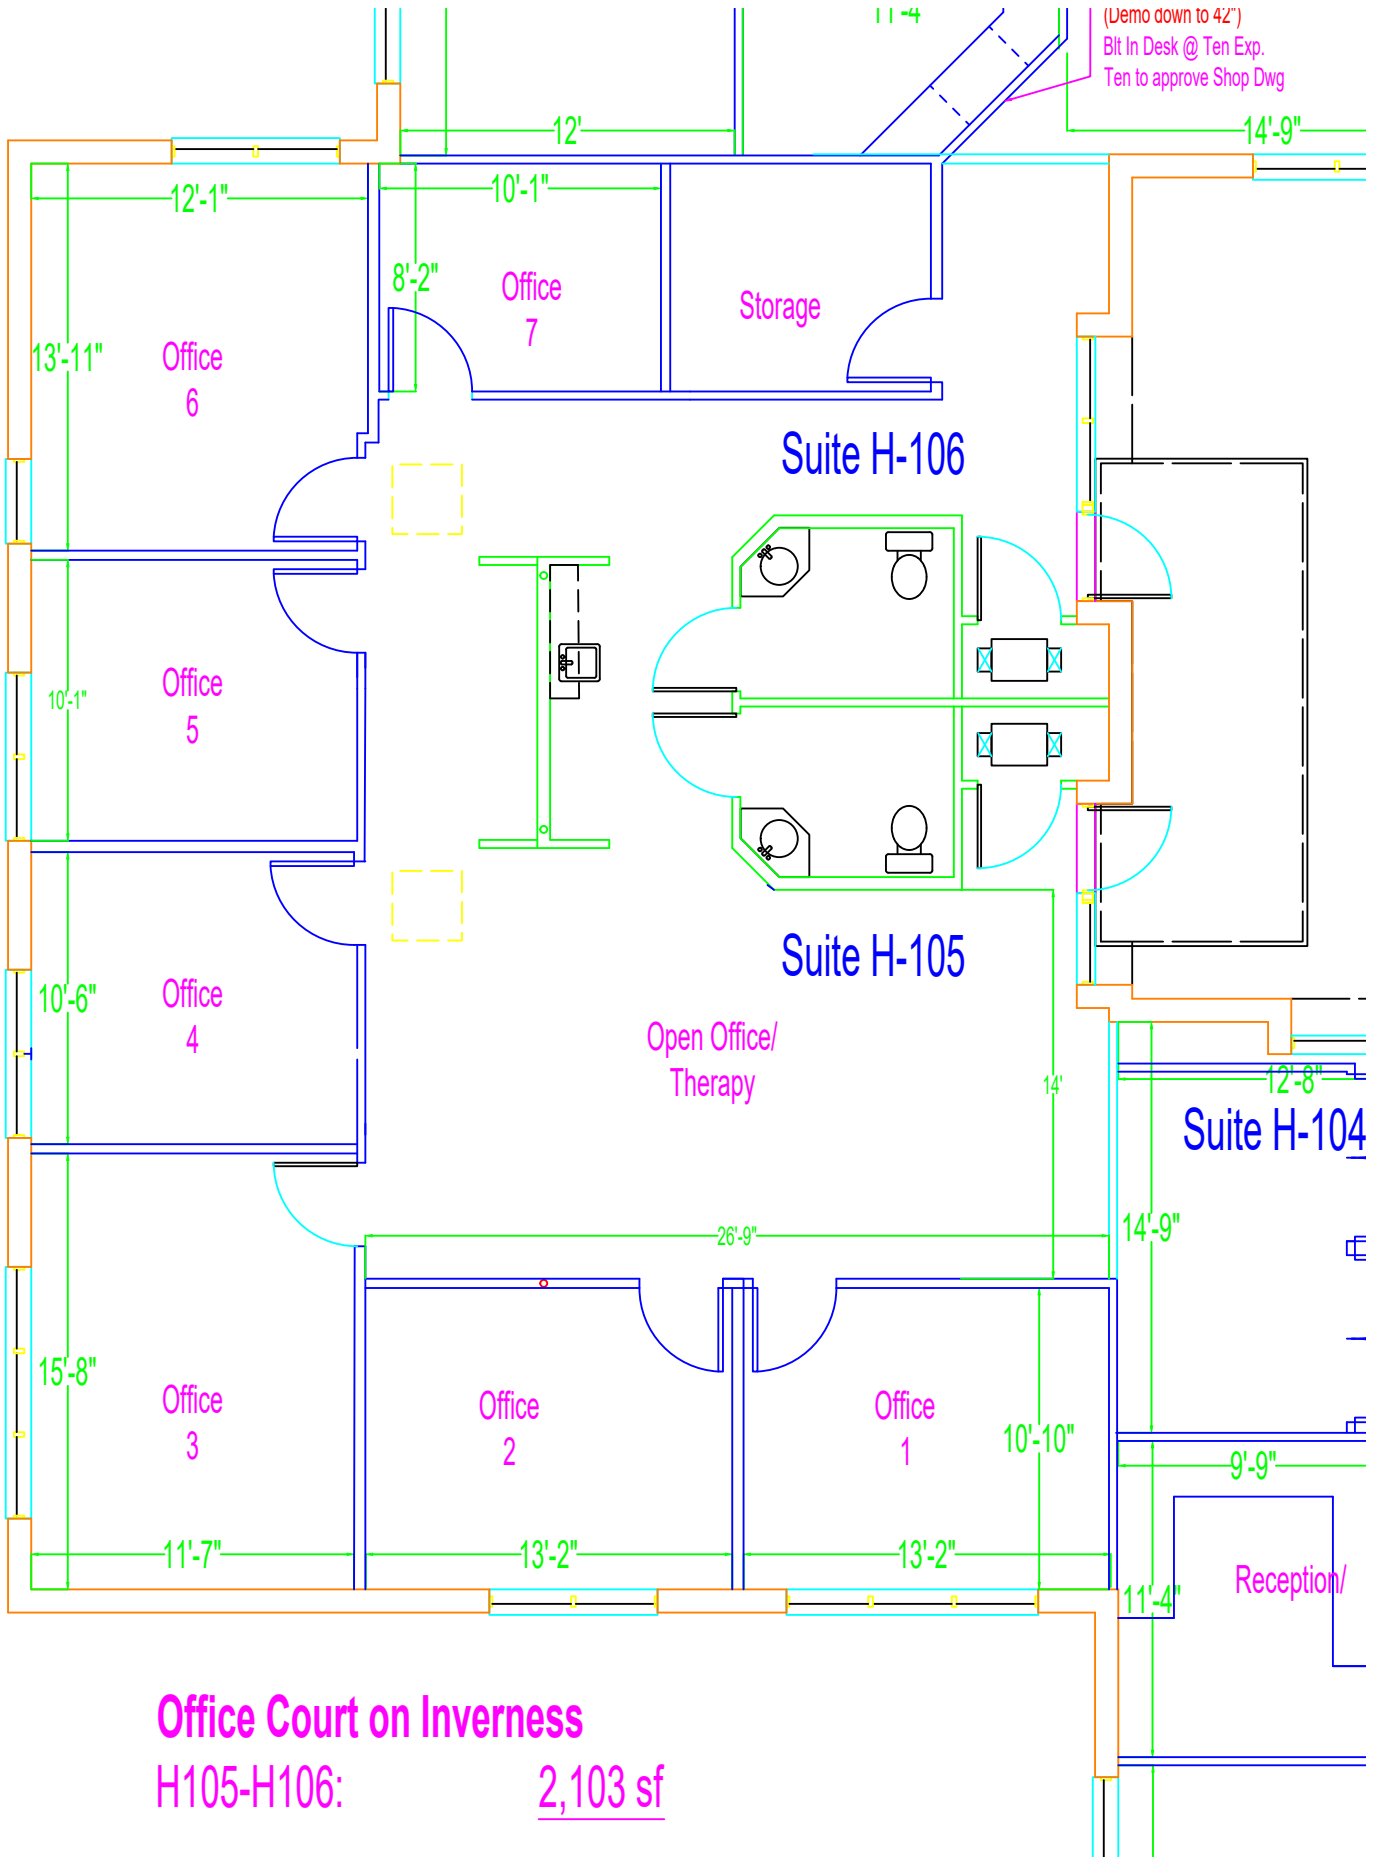 (Demo down to 42")
Blt In Desk @ Ten Exp.
Ten to approve Shop Dwg
12'
14'-9"
12'-1"
10'-1"
8'-2"
Office
7
Storage
13'-11"
Office
6
Suite H-106
Office
5
10'-1"
Suite H-105
10'-6"
Office
4
Open Office/
Therapy
14'
12'-8"
Suite H-104
14'-9"
26'-9"
15'-8"
Office
3
Office
2
Office
1
10'-10"
9'-9"
11'-7"
13'-2"
13'-2"
Reception/
11'-4"
Office Court on Inverness
H105-H106: 2,103 sf